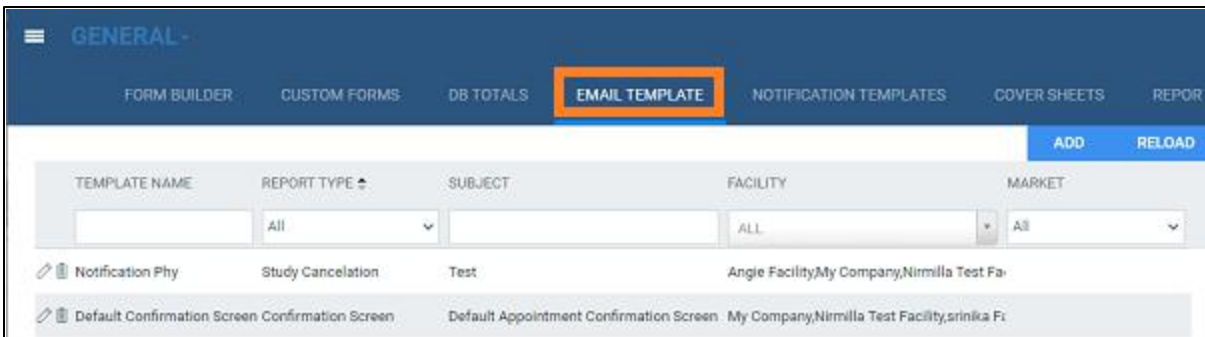 GENERAL
FORM BUILDER CUSTOM FORMS DB TOTALS EMAIL TEMPLATE NOTIFICATION TEMPLATES COVER SHEETS REPOR
ADD RELOAD
TEMPLATE NAME REPORT TYPE SUBJECT FACILITY MARKET
All ALL All
Notification Phy Study Cancelation Test Angie Facility,My Company,Nirmilla Test Fa
Default Confirmation Screen Confirmation Screen Default Appointment Confirmation Screen My Company,Nirmilla Test Facility,srinika Fa